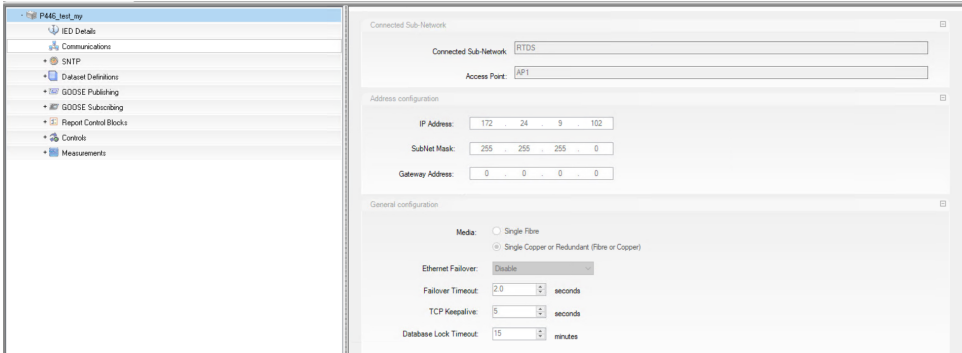 P446_test_my
IED Details
Communications
SNTP
Dataset Definitions
GOOSE Publishing
GOOSE Subscribing
Report Control Blocks
Controls
Measurements
Connected Sub-Network
Connected Sub-Network RTDS
Access Point: AP1
Address configuration
IP Address: 172 . 24 . 9 . 102
SubNet Mask: 255 . 255 . 255 . 0
Gateway Address: 0 . 0 . 0 . 0
General configuration
Media: Single Fibre
Single Copper or Redundant (Fibre or Copper)
Ethernet Failover: Disable
Failover Timeout: 2.0 seconds
TCP Keepalive: 5 seconds
Database Lock Timeout: 15 minutes